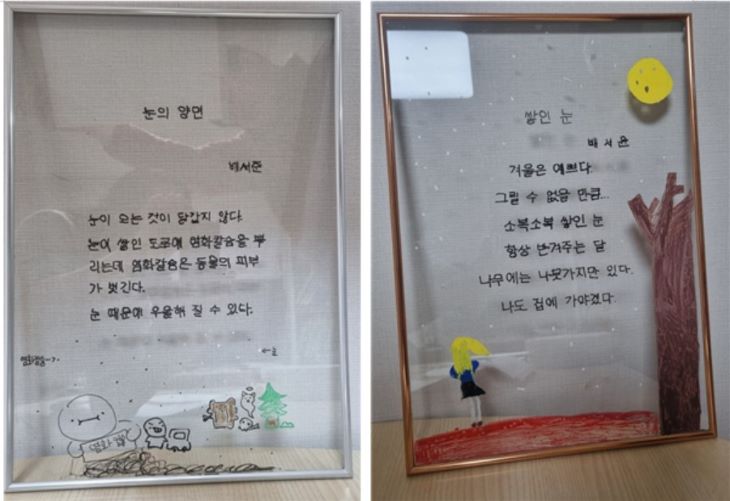 눈의 양면
배서준
눈이 오는 것이 달갑지 않다.
눈이 쌓인 도로에 염화칼슘을 뿌
리는데 염화칼슘은 동물의 피부
가 벗긴다.
눈 때문에 우울해 질 수 있다.
쌓인 눈
배서윤
겨울은 예쁘다
그릴 수 없을 만큼...
소복소복 쌓인 눈
항상 반겨주는 달
나무에는 나뭇가지만 있다.
나도 집에 가야겠다.